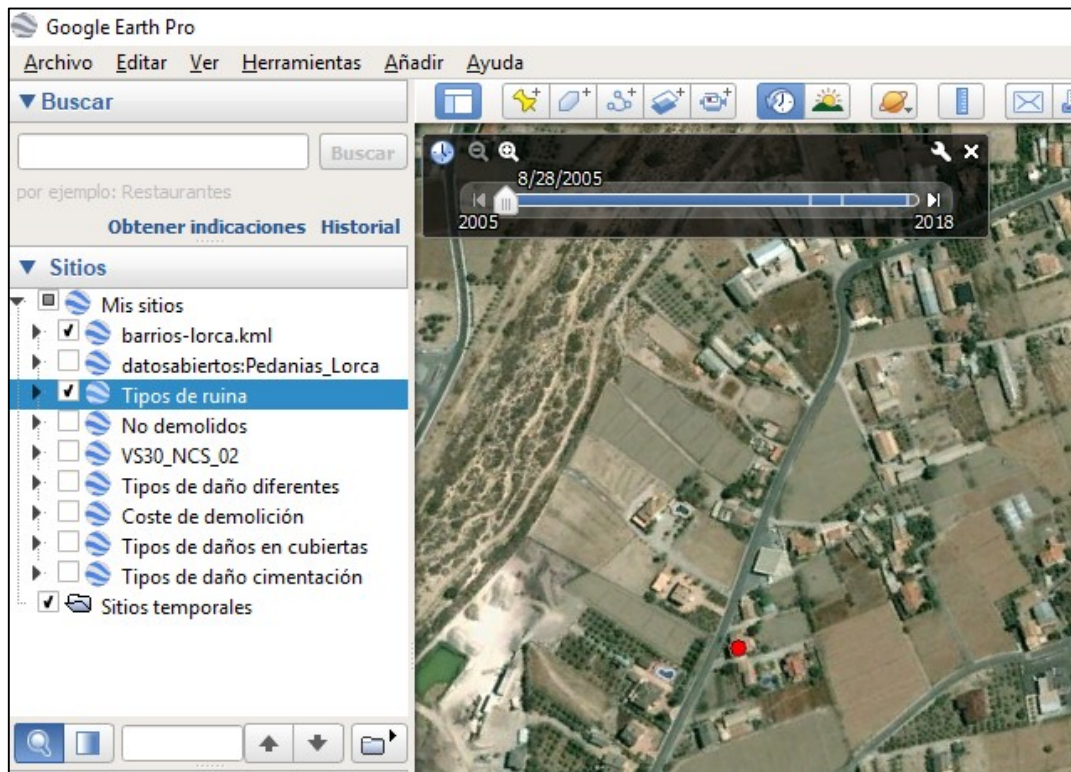 Google Earth Pro
Archivo Editar Ver Herramientas Añadir Ayuda
Buscar
Buscar
por ejemplo: Restaurantes
Obtener indicaciones Historial
Sitios
Mis sitios
barrios-lorca.kml
datosabiertos:Pedanias_Lorca
Tipos de ruina
No demolidos
VS30_NCS_02
Tipos de daño diferentes
Coste de demolición
Tipos de daños en cubiertas
Tipos de daño cimentación
Sitios temporales
8/28/2005
2005 2018